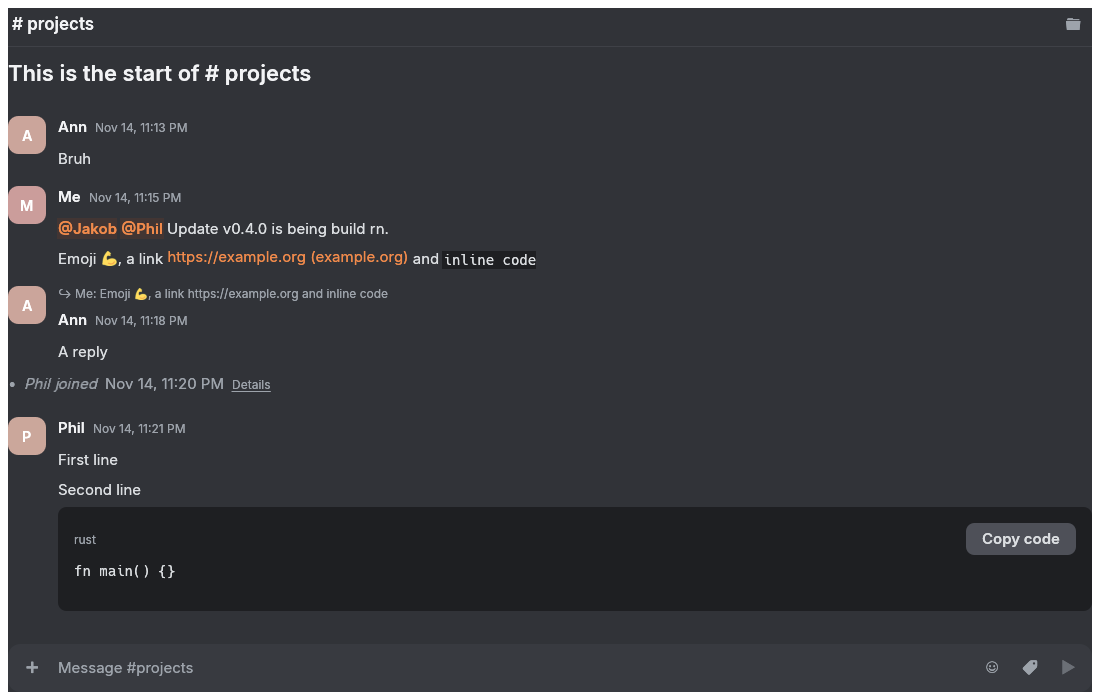 # projects
This is the start of # projects
A
Ann Nov 14, 11:13 PM
Bruh
M
Me Nov 14, 11:15 PM
@Jakob @Phil Update v0.4.0 is being build rn.
Emoji 💪, a link https://example.org (example.org) and inline code
A
↪ Me: Emoji 💪, a link https://example.org and inline code
Ann Nov 14, 11:18 PM
A reply
• Phil joined Nov 14, 11:20 PM Details
P
Phil Nov 14, 11:21 PM
First line
Second line
rust
Copy code
fn main() {}
Message #projects